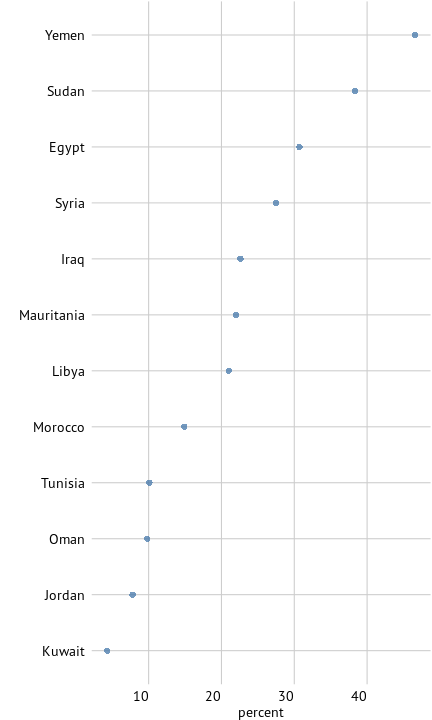 Yemen
Sudan
Egypt
Syria
Iraq
Mauritania
Libya
Morocco
Tunisia
Oman
Jordan
Kuwait
10 20 30 40
percent